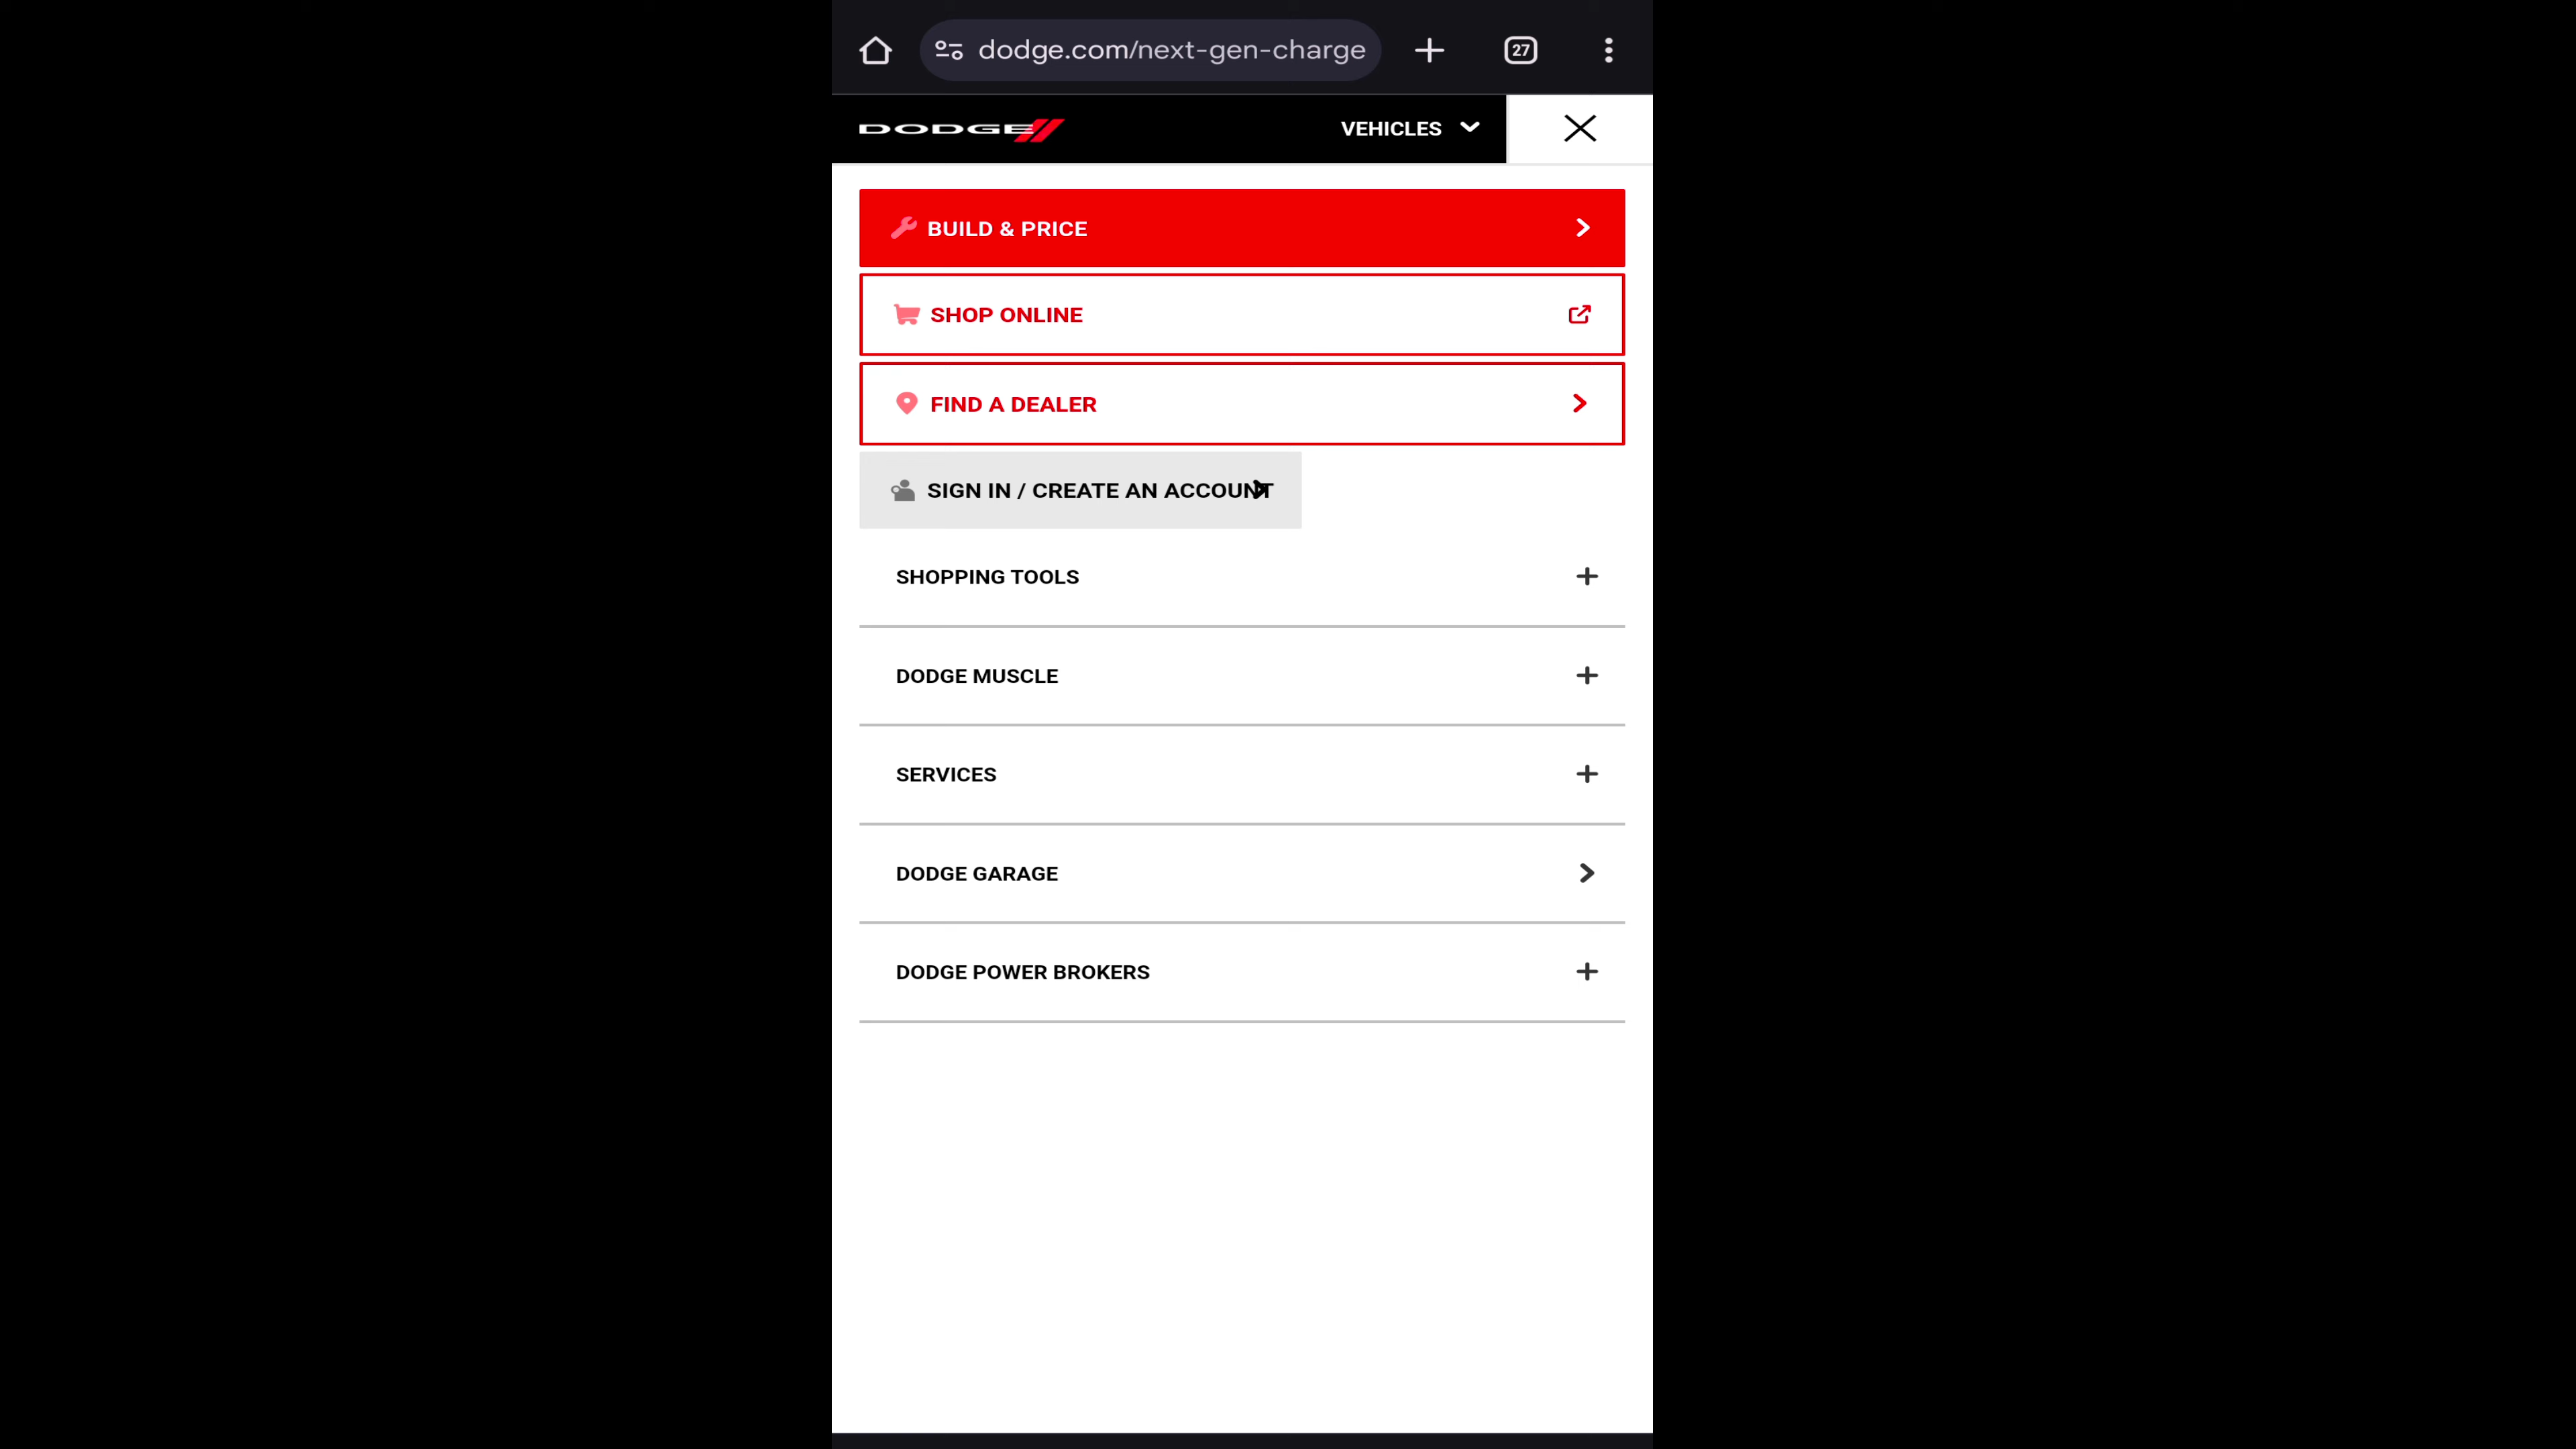 dodge.com/next-gen-charge
27
DODGE
VEHICLES
BUILD & PRICE
SHOP ONLINE
FIND A DEALER
SIGN IN / CREATE AN ACCOUNT
SHOPPING TOOLS
DODGE MUSCLE
SERVICES
DODGE GARAGE
DODGE POWER BROKERS